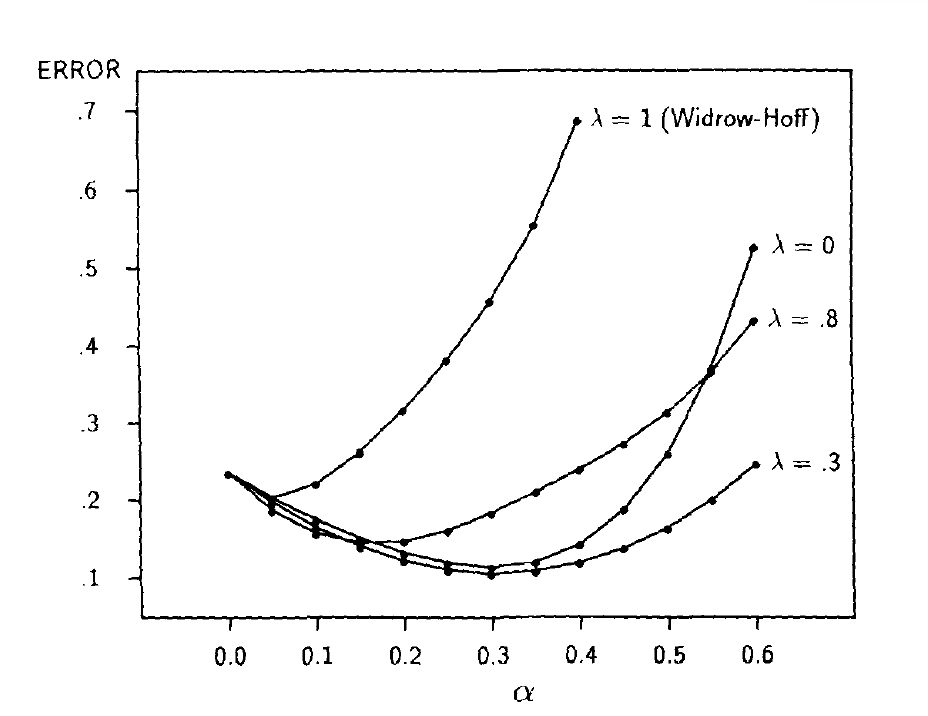 ERROR
.7
.6
.5
.4
.3
.2
.1
λ = 1 (Widrow-Hoff)
λ = 0
λ = .8
λ = .3
0.0 0.1 0.2 0.3 0.4 0.5 0.6
α